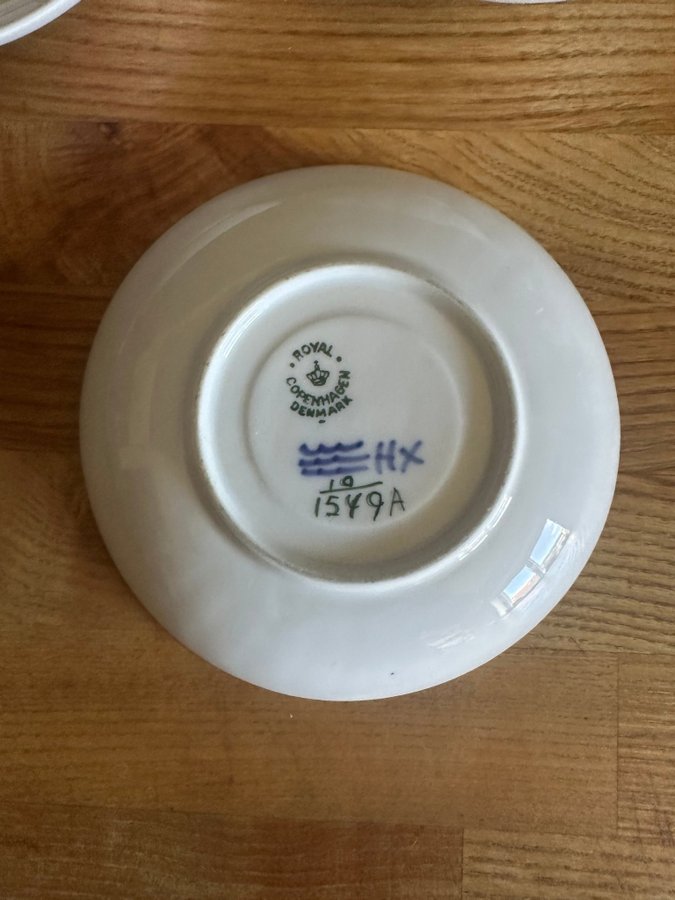 ROYAL
COPENHAGEN
DENMARK
HX
10
1549A